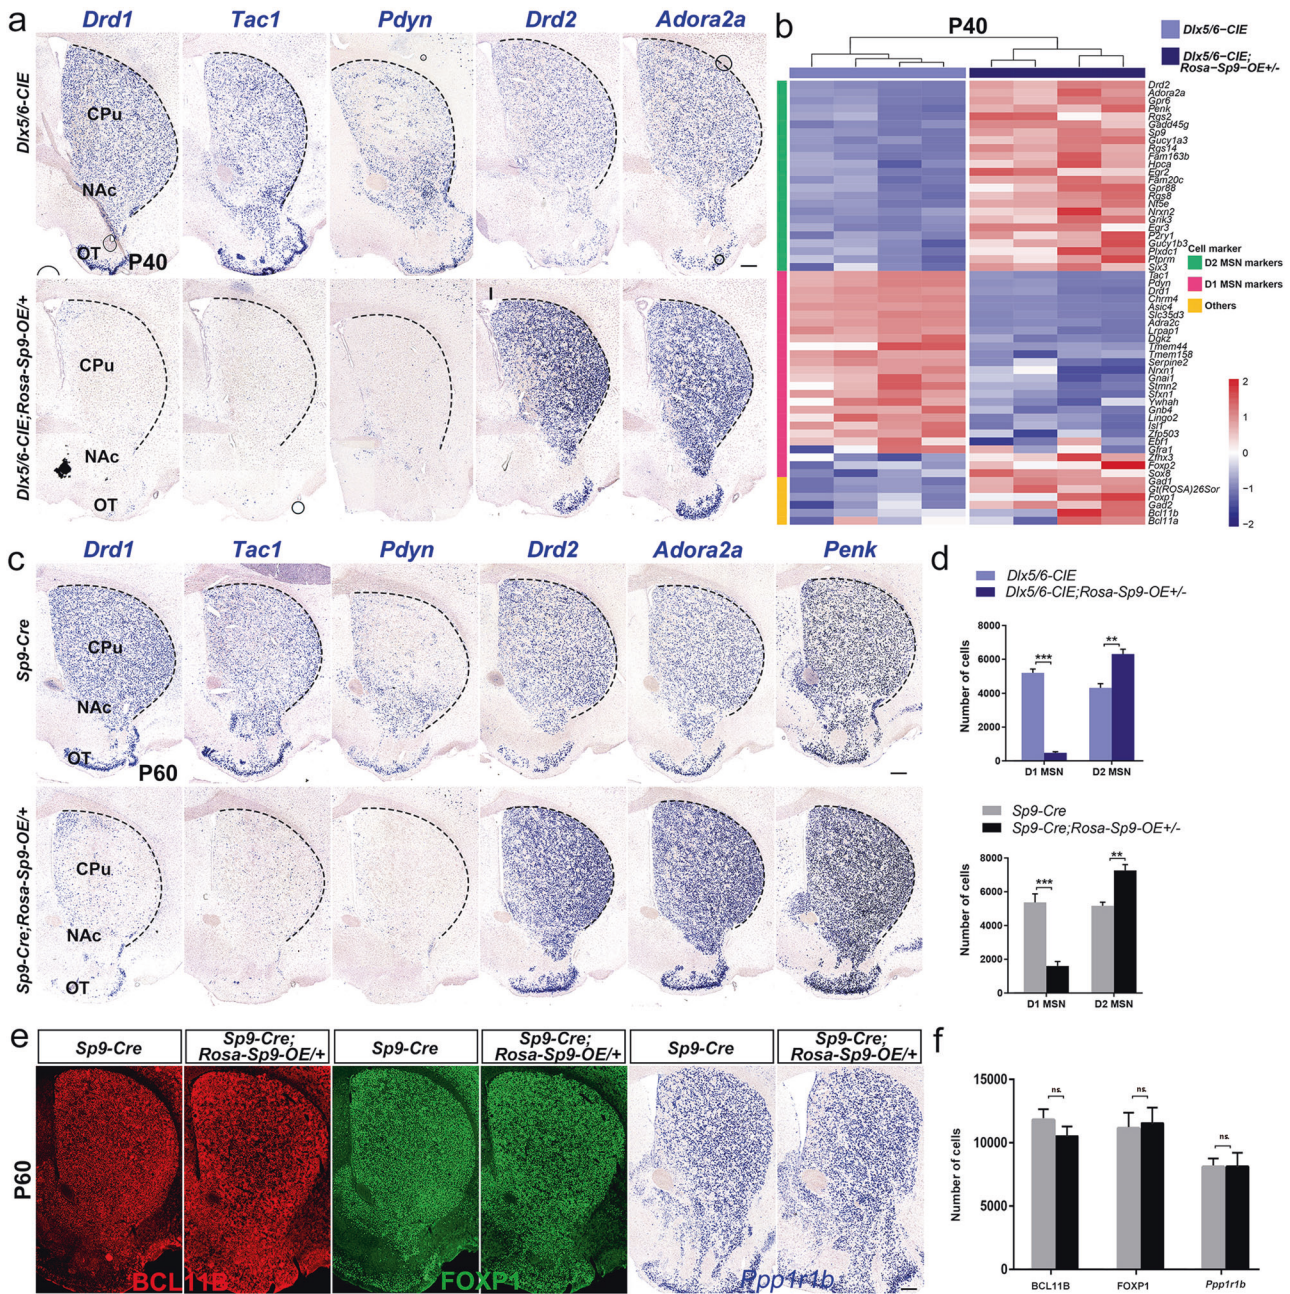 a
Drd1
Tac1
Pdyn
Drd2
Adora2a
Dlx5/6-CIE
CPu
NAc
OT
P40
Dlx5/6-CIE;Rosa-Sp9-OE/+
CPu
NAc
OT
b
P40
Dlx5/6-CIE
Dlx5/6-CIE;
Rosa-Sp9-OE+/-
Drd2
Adora2a
Gpr6
Penk
Rgs2
Gadd45g
Sp9
Gucy1a3
Rgs14
Fam163b
Hpca
Egr2
Fam20c
Gpr88
Rgs8
Nt5e
Nrxn2
Grik3
Egr3
P2ry1
Gucy1b3
Plxdc1
Ptprm
Six3
Tac1
Pdyn
Drd1
Chrm4
Asic4
Slc35d3
Adra2c
Lrpap1
Dgkz
Tmem44
Tmem158
Serpine2
Nrxn1
Gnai1
Stmn2
Sfxn1
Ywhah
Gnb4
Lingo2
Isl1
Zfp503
Ebf1
Gfra1
Zfhx3
Foxp2
Sox8
Gad1
Gt(ROSA)26Sor
Foxp1
Gad2
Bcl11b
Bcl11a
Cell marker
D2 MSN markers
D1 MSN markers
Others
2
1
0
−1
−2
c
Drd1
Tac1
Pdyn
Drd2
Adora2a
Penk
Sp9-Cre
CPu
NAc
OT
P60
Sp9-Cre;Rosa-Sp9-OE/+
CPu
NAc
OT
d
Dlx5/6-CIE
Dlx5/6-CIE;Rosa-Sp9-OE+/-
Number of cells
8000
6000
4000
2000
0
***
**
D1 MSN
D2 MSN
Sp9-Cre
Sp9-Cre;Rosa-Sp9-OE+/-
Number of cells
8000
6000
4000
2000
0
***
**
D1 MSN
D2 MSN
e
Sp9-Cre
Sp9-Cre;
Rosa-Sp9-OE/+
Sp9-Cre
Sp9-Cre;
Rosa-Sp9-OE/+
Sp9-Cre
Sp9-Cre;
Rosa-Sp9-OE/+
P60
BCL11B
FOXP1
Ppp1r1b
f
Number of cells
15000
10000
5000
0
ns.
ns.
ns.
BCL11B
FOXP1
Ppp1r1b